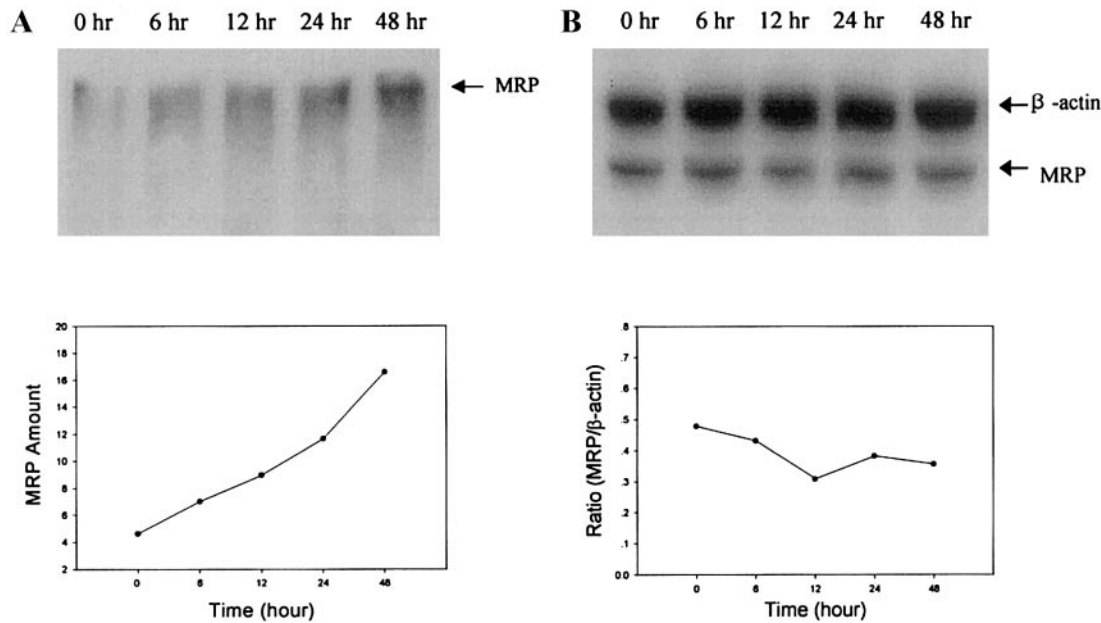 A 0 hr 6 hr 12 hr 24 hr 48 hr
MRP
20
18
16
14
12
10
8
6
4
2
MRP Amount
0 6 12 24 48
Time (hour)
B 0 hr 6 hr 12 hr 24 hr 48 hr
β -actin
MRP
.8
.7
.6
.5
.4
.3
.2
.1
0.0
Ratio (MRP/β-actin)
0 6 12 24 48
Time (hour)